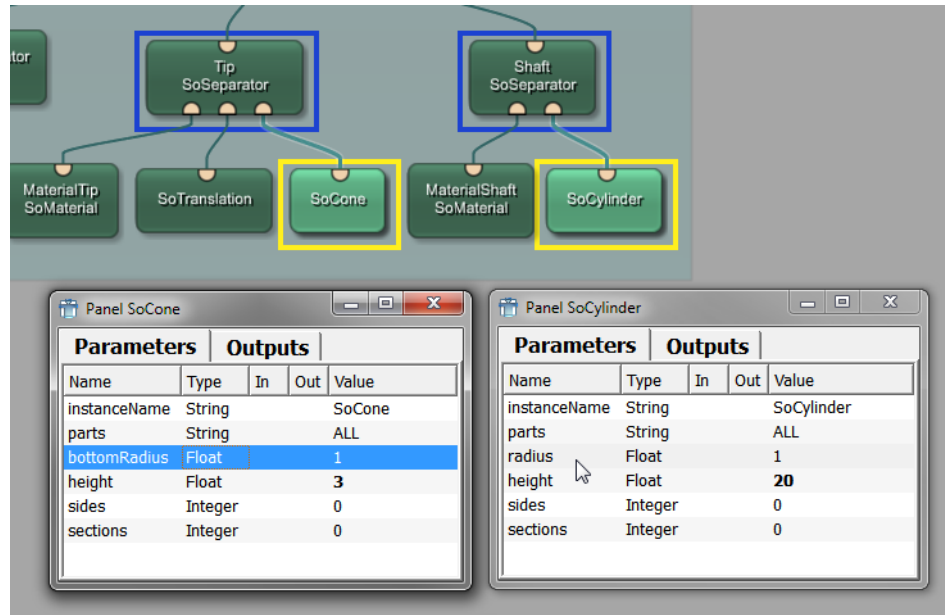 tor
Tip
SoSeparator
Shaft
SoSeparator
MaterialTip
SoMaterial
SoTranslation
SoCone
MaterialShaft
SoMaterial
SoCylinder
Panel SoCone
Parameters Outputs
Name Type In Out Value
instanceName String SoCone
parts String ALL
bottomRadius Float 1
height Float 3
sides Integer 0
sections Integer 0
Panel SoCylinder
Parameters Outputs
Name Type In Out Value
instanceName String SoCylinder
parts String ALL
radius Float 1
height Float 20
sides Integer 0
sections Integer 0